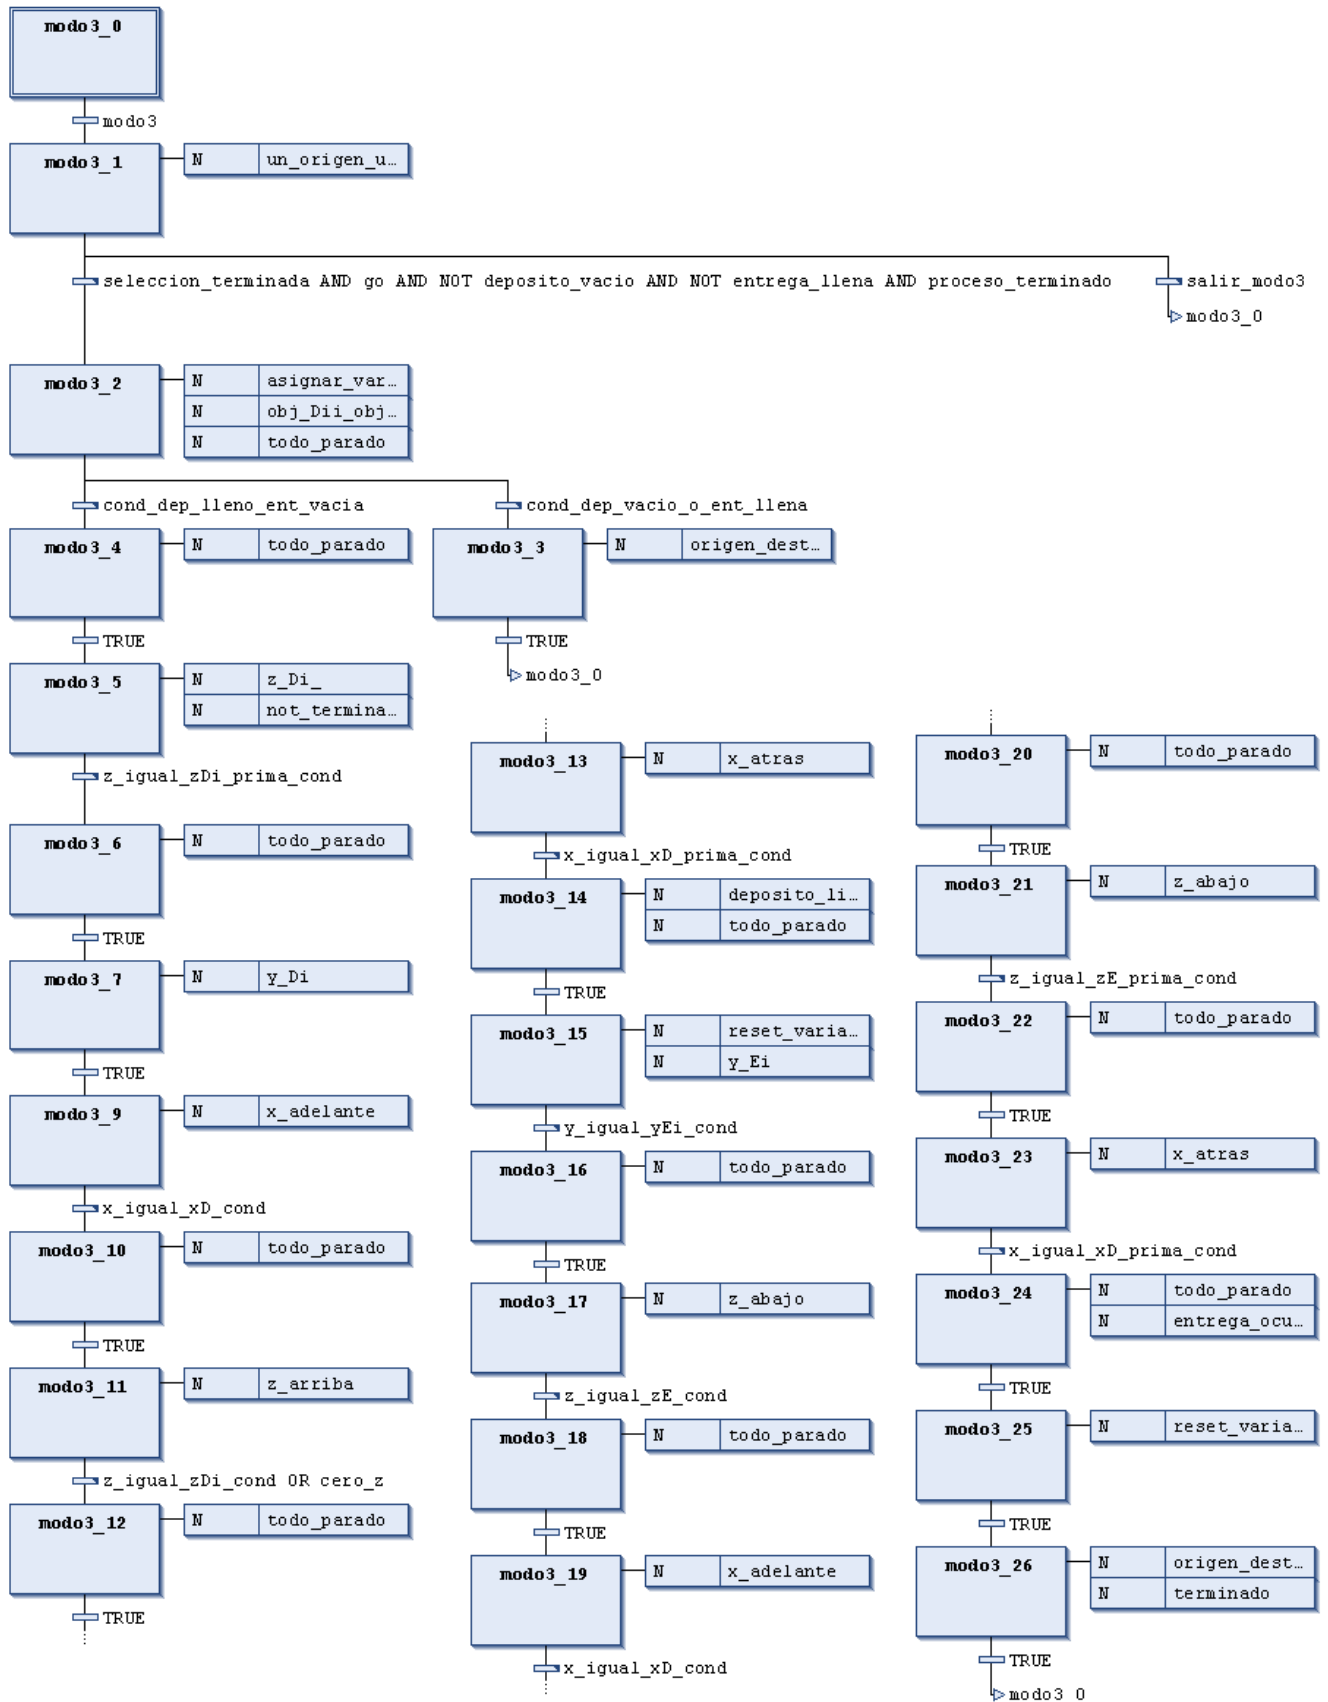 modo3_0
modo3
modo3_1
N un_origen_u…
seleccion_terminada AND go AND NOT deposito_vacio AND NOT entrega_llena AND proceso_terminado
salir_modo3
modo3_0
modo3_2
N asignar_var…
N obj_Dii_obj…
N todo_parado
cond_dep_lleno_ent_vacia
cond_dep_vacio_o_ent_llena
modo3_4
N todo_parado
modo3_3
N origen_dest…
TRUE
TRUE
modo3_0
modo3_5
N z_Di_
N not_termina…
z_igual_zDi_prima_cond
modo3_6
N todo_parado
TRUE
modo3_7
N y_Di
TRUE
modo3_9
N x_adelante
x_igual_xD_cond
modo3_10
N todo_parado
TRUE
modo3_11
N z_arriba
z_igual_zDi_cond OR cero_z
modo3_12
N todo_parado
TRUE
modo3_13
N x_atras
x_igual_xD_prima_cond
modo3_14
N deposito_li…
N todo_parado
TRUE
modo3_15
N reset_varia…
N y_Ei
y_igual_yEi_cond
modo3_16
N todo_parado
TRUE
modo3_17
N z_abajo
z_igual_zE_cond
modo3_18
N todo_parado
TRUE
modo3_19
N x_adelante
x_igual_xD_cond
modo3_20
N todo_parado
TRUE
modo3_21
N z_abajo
z_igual_zE_prima_cond
modo3_22
N todo_parado
TRUE
modo3_23
N x_atras
x_igual_xD_prima_cond
modo3_24
N todo_parado
N entrega_ocu…
TRUE
modo3_25
N reset_varia…
TRUE
modo3_26
N origen_dest…
N terminado
TRUE
modo3_0